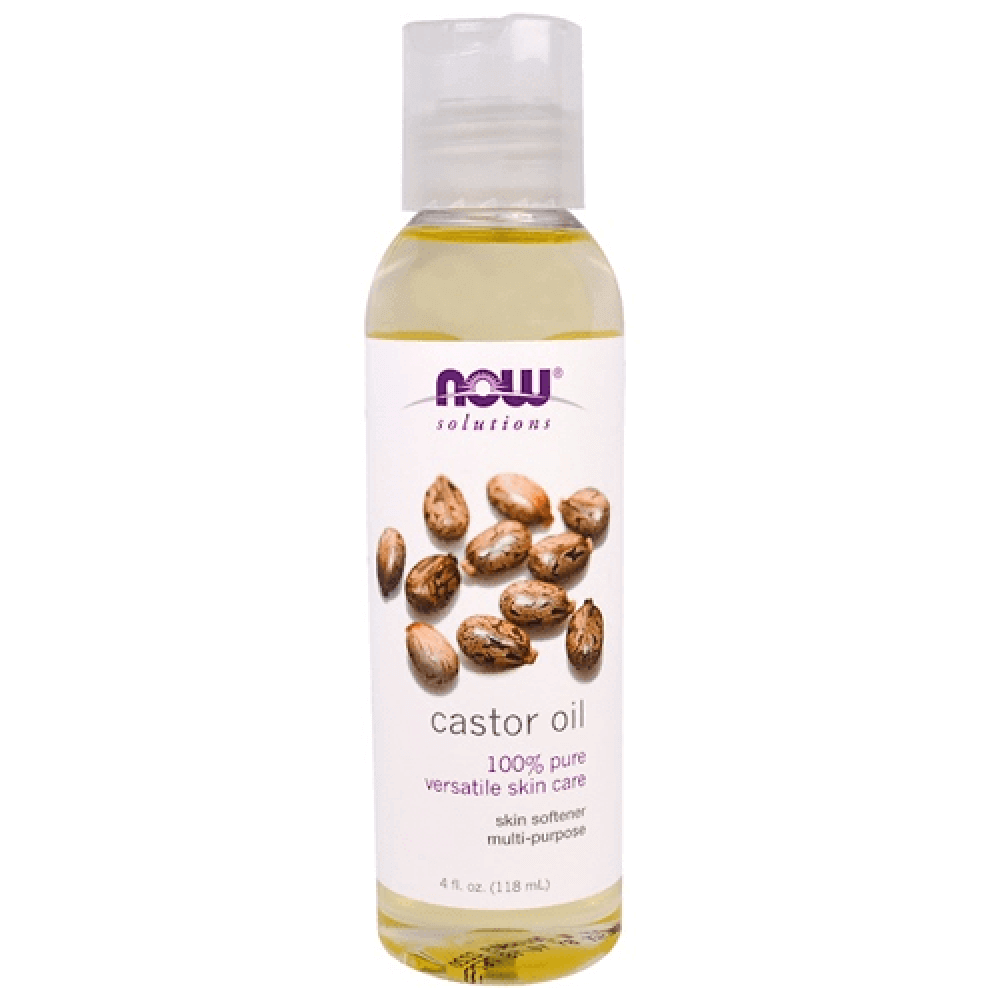 now®
solutions
castor oil
100% pure
versatile skin care
skin softener
multi-purpose
4 fl. oz. (118 mL)